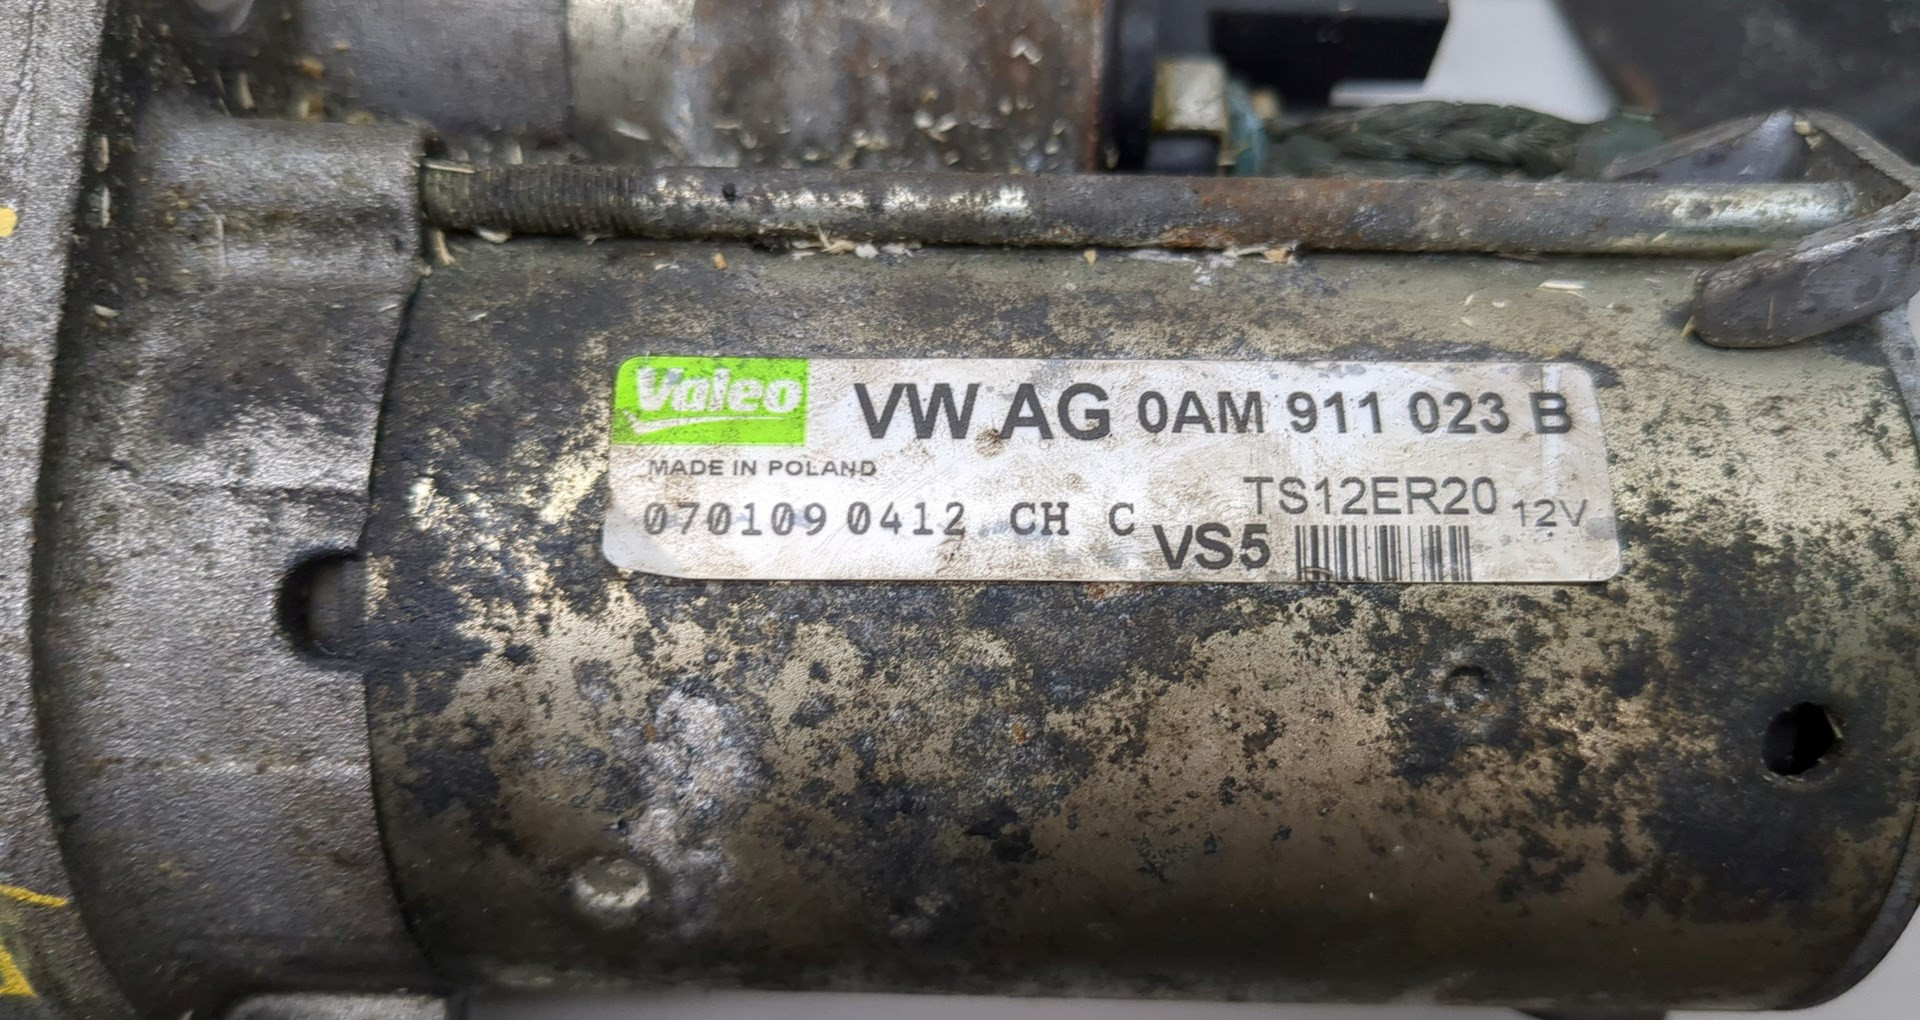 Valeo VW AG 0AM 911 023 B
MADE IN POLAND
070109 0412 CH C TS12ER20 12V
VS5